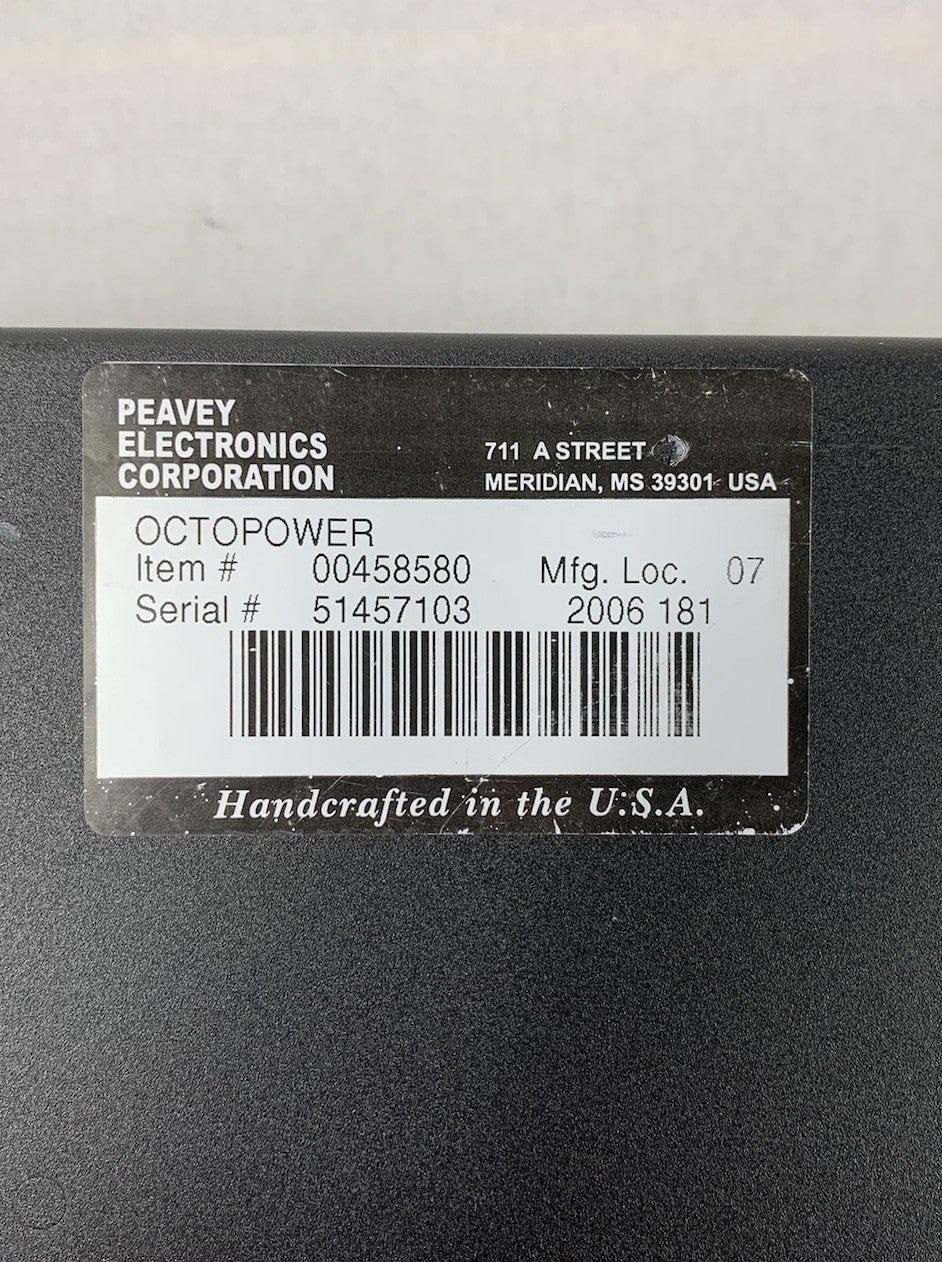 PEAVEY
ELECTRONICS
CORPORATION
711 A STREET
MERIDIAN, MS 39301 USA
OCTOPOWER
Item # 00458580 Mfg. Loc. 07
Serial # 51457103 2006 181
Handcrafted in the U.S.A.